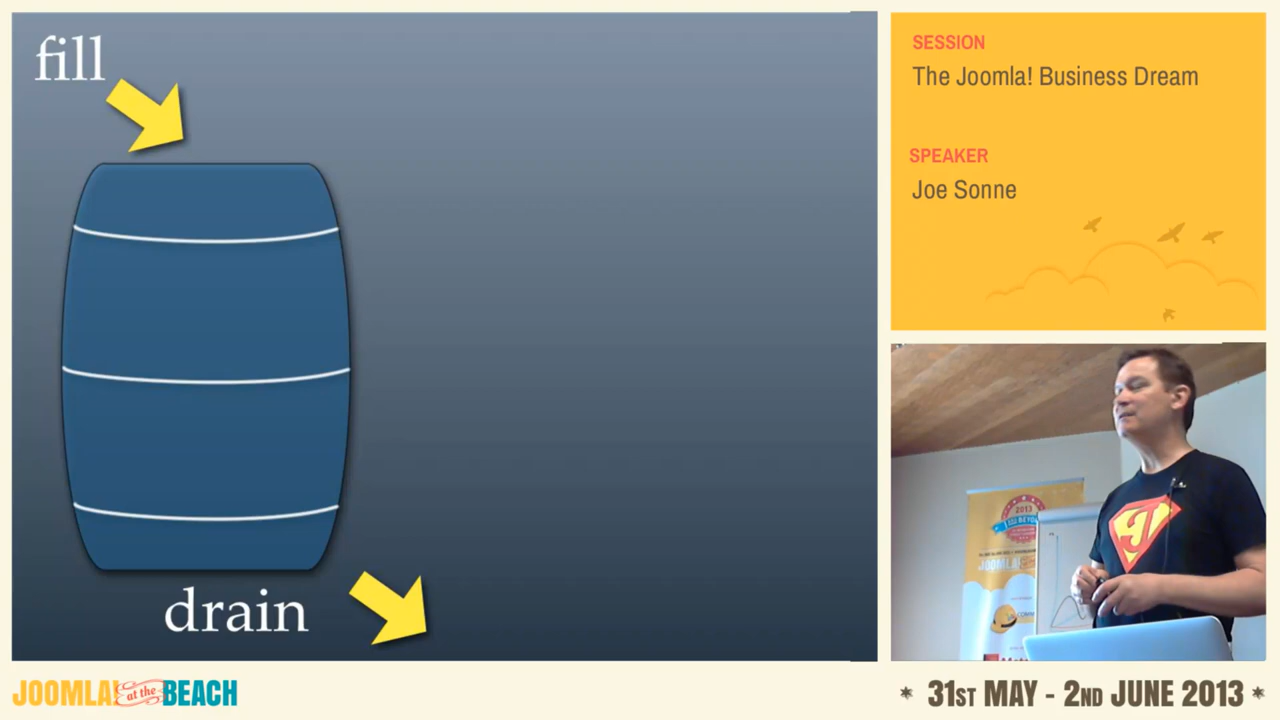 fill
drain
SESSION
The Joomla! Business Dream
SPEAKER
Joe Sonne
2013
JOOMLA!
JOOMLA! at the BEACH
* 31ST MAY - 2ND JUNE 2013 *